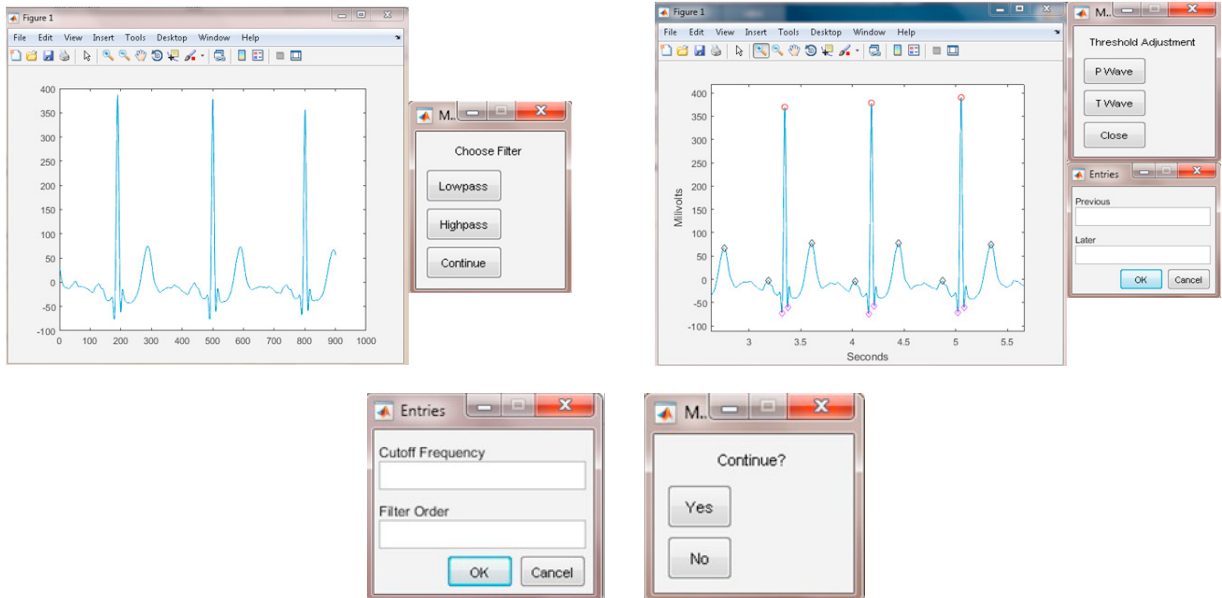 Figure 1
File Edit View Insert Tools Desktop Window Help
400
350
300
250
200
150
100
50
0
-50
-100
0 100 200 300 400 500 600 700 800 900 1000
M..
Choose Filter
Lowpass
Highpass
Continue
Figure 1
File Edit View Insert Tools Desktop Window Help
Milivolts
400
350
300
250
200
150
100
50
0
-50
-100
3 3.5 4 4.5 5 5.5
Seconds
M...
Threshold Adjustment
P Wave
T Wave
Close
Entries
Previous
Later
OK Cancel
Entries
Cutoff Frequency
Filter Order
OK Cancel
M..
Continue?
Yes
No